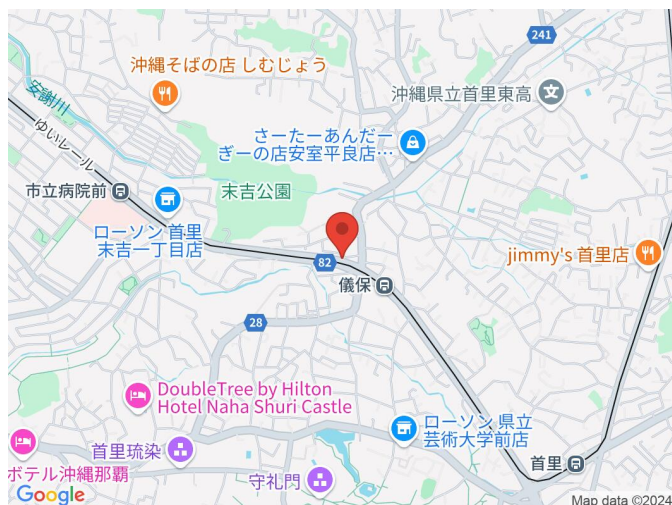 241
沖縄そばの店 しむじょう
沖縄県立首里東高
安謝川
ゆいレール
さーたーあんだー
ぎーの店安室平良店…
市立病院前
末吉公園
ローソン 首里
末吉一丁目店
jimmy's 首里店
82
儀保
28
DoubleTree by Hilton
Hotel Naha Shuri Castle
ローソン 県立
芸術大学前店
ボテル沖縄那覇
首里琉染
首里
守礼門
Google
Map data ©2024